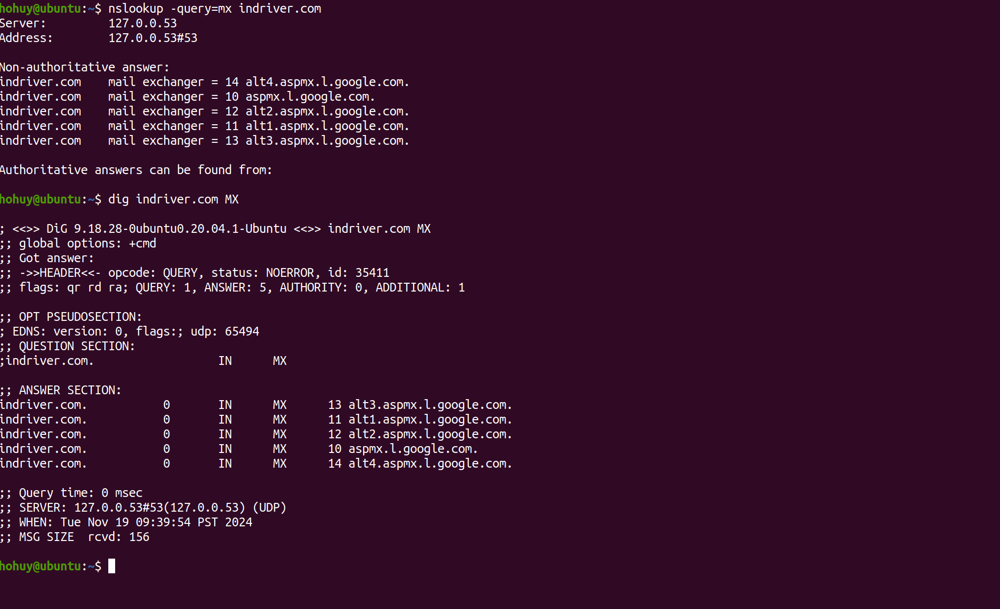 hohuy@ubuntu:~$ nslookup -query=mx indriver.com
Server:         127.0.0.53
Address:        127.0.0.53#53

Non-authoritative answer:
indriver.com    mail exchanger = 14 alt4.aspmx.l.google.com.
indriver.com    mail exchanger = 10 aspmx.l.google.com.
indriver.com    mail exchanger = 12 alt2.aspmx.l.google.com.
indriver.com    mail exchanger = 11 alt1.aspmx.l.google.com.
indriver.com    mail exchanger = 13 alt3.aspmx.l.google.com.

Authoritative answers can be found from:

hohuy@ubuntu:~$ dig indriver.com MX

; <<>> DiG 9.18.28-0ubuntu0.20.04.1-Ubuntu <<>> indriver.com MX
;; global options: +cmd
;; Got answer:
;; ->>HEADER<<- opcode: QUERY, status: NOERROR, id: 35411
;; flags: qr rd ra; QUERY: 1, ANSWER: 5, AUTHORITY: 0, ADDITIONAL: 1

;; OPT PSEUDOSECTION:
; EDNS: version: 0, flags:; udp: 65494
;; QUESTION SECTION:
;indriver.com.                  IN      MX

;; ANSWER SECTION:
indriver.com.           0       IN      MX      13 alt3.aspmx.l.google.com.
indriver.com.           0       IN      MX      11 alt1.aspmx.l.google.com.
indriver.com.           0       IN      MX      12 alt2.aspmx.l.google.com.
indriver.com.           0       IN      MX      10 aspmx.l.google.com.
indriver.com.           0       IN      MX      14 alt4.aspmx.l.google.com.

;; Query time: 0 msec
;; SERVER: 127.0.0.53#53(127.0.0.53) (UDP)
;; WHEN: Tue Nov 19 09:39:54 PST 2024
;; MSG SIZE  rcvd: 156

hohuy@ubuntu:~$